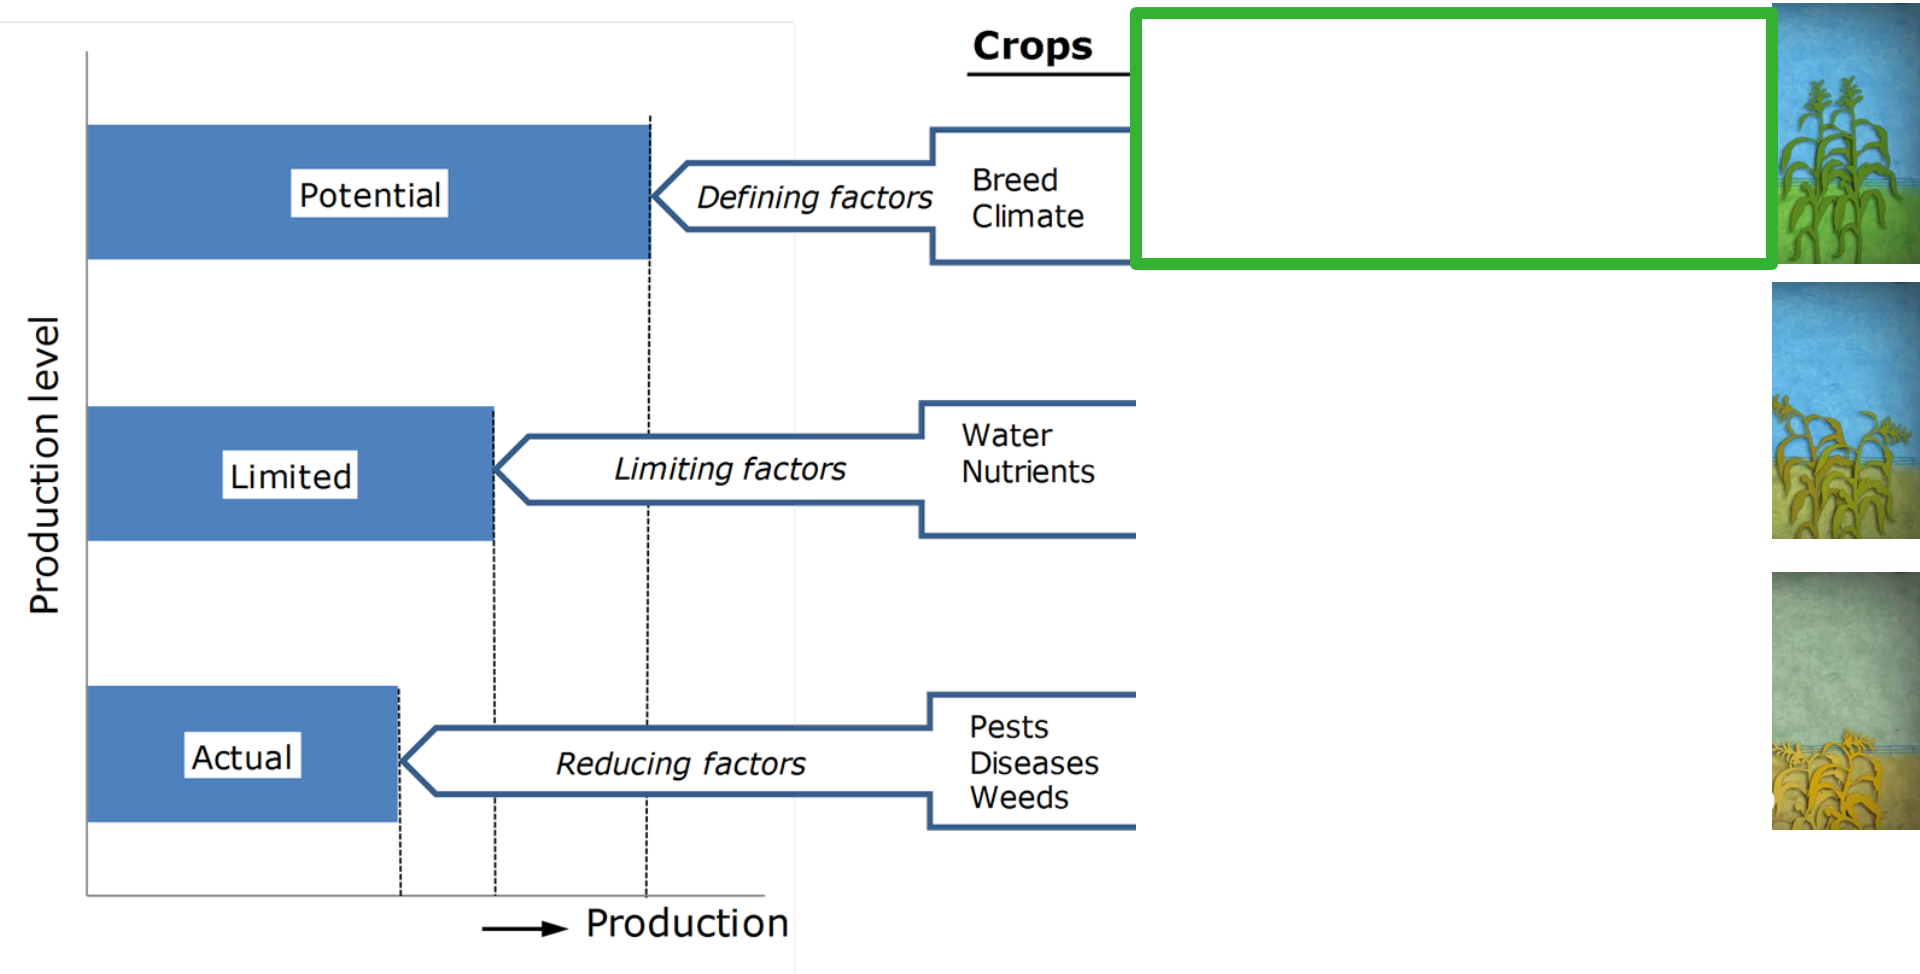 Crops
Potential
Defining factors
Breed
Climate
Production level
Limited
Limiting factors
Water
Nutrients
Actual
Reducing factors
Pests
Diseases
Weeds
Production